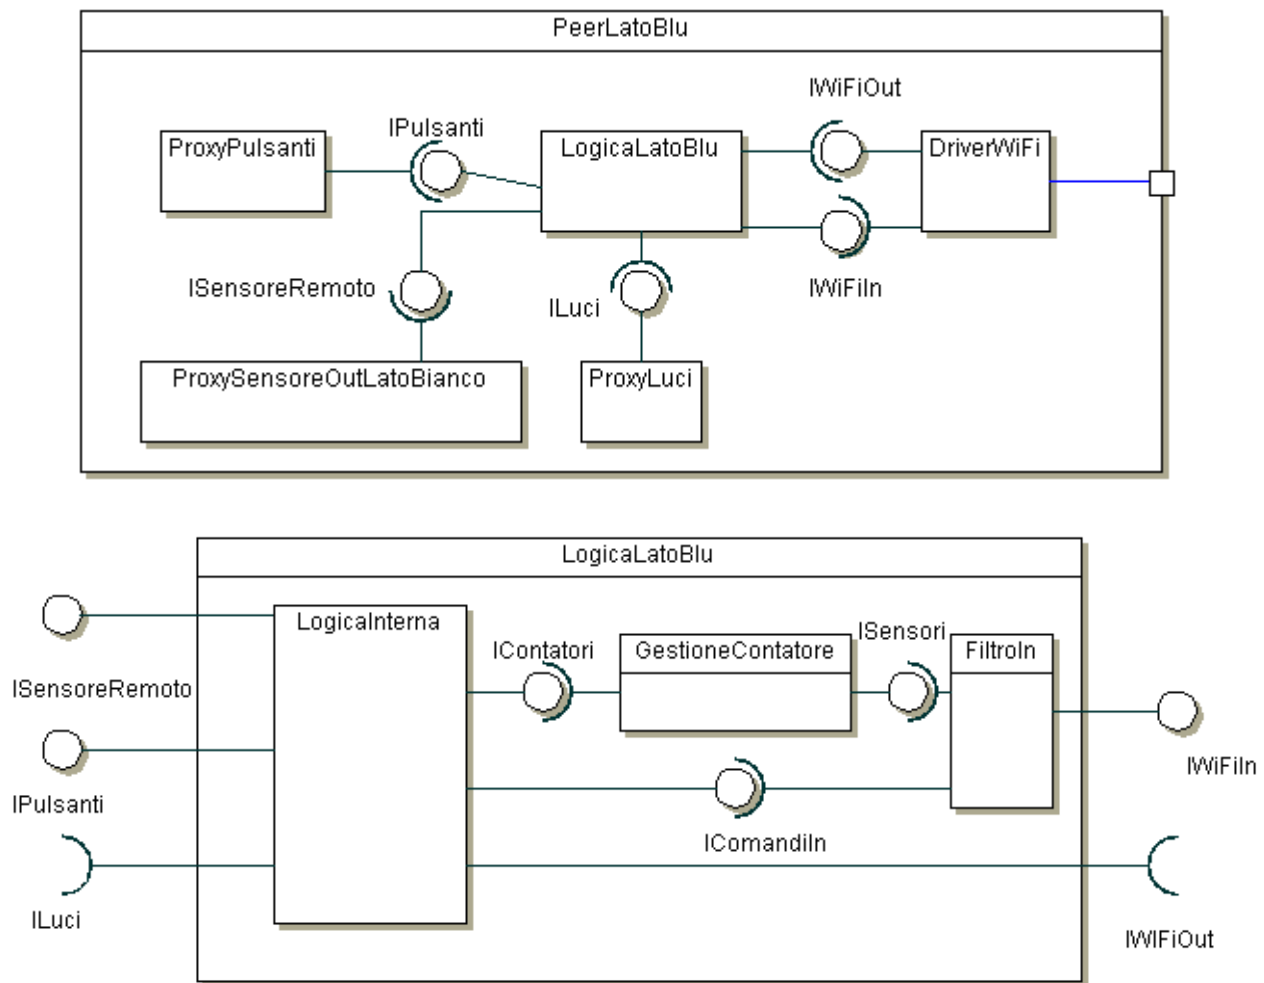 PeerLatoBlu
IWiFiOut
IPulsanti
ProxyPulsanti
LogicaLatoBlu
DriverWiFi
ISensoreRemoto
ILuci
IWiFiIn
ProxySensoreOutLatoBianco
ProxyLuci
LogicaLatoBlu
LogicaInterna
IContatori
GestioneContatore
ISensori
FiltroIn
ISensoreRemoto
IWiFiIn
IPulsanti
IComandiIn
ILuci
IWIFiOut